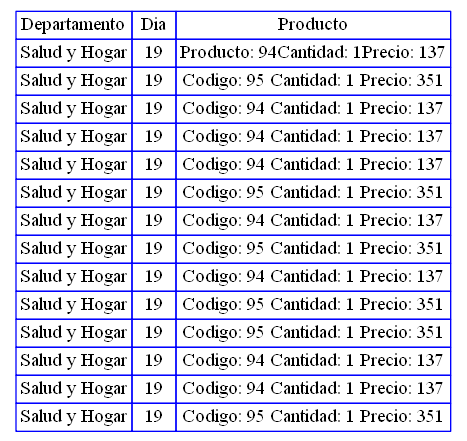 Departamento Dia Producto
Salud y Hogar 19 Producto: 94Cantidad: 1Precio: 137
Salud y Hogar 19 Codigo: 95 Cantidad: 1 Precio: 351
Salud y Hogar 19 Codigo: 94 Cantidad: 1 Precio: 137
Salud y Hogar 19 Codigo: 94 Cantidad: 1 Precio: 137
Salud y Hogar 19 Codigo: 94 Cantidad: 1 Precio: 137
Salud y Hogar 19 Codigo: 95 Cantidad: 1 Precio: 351
Salud y Hogar 19 Codigo: 94 Cantidad: 1 Precio: 137
Salud y Hogar 19 Codigo: 95 Cantidad: 1 Precio: 351
Salud y Hogar 19 Codigo: 94 Cantidad: 1 Precio: 137
Salud y Hogar 19 Codigo: 95 Cantidad: 1 Precio: 351
Salud y Hogar 19 Codigo: 95 Cantidad: 1 Precio: 351
Salud y Hogar 19 Codigo: 94 Cantidad: 1 Precio: 137
Salud y Hogar 19 Codigo: 94 Cantidad: 1 Precio: 137
Salud y Hogar 19 Codigo: 95 Cantidad: 1 Precio: 351